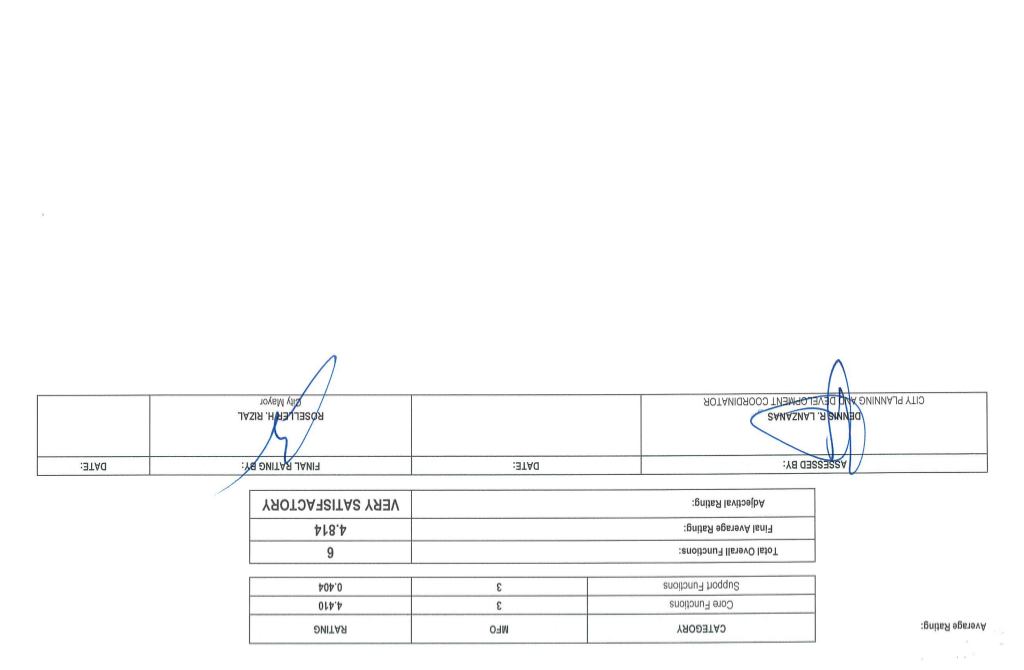 Average Rating:
CATEGORY MFO RATING
Core Functions 3 4.410
Support Functions 3 0.404
Total Overall Functions: 6
Final Average Rating: 4.814
Adjectival Rating: VERY SATISFACTORY
ASSESSED BY: DATE: FINAL RATING BY: DATE:
DENNIS R. LANZANAS ROSELLER H. RIZAL
CITY PLANNING AND DEVELOPMENT COORDINATOR City Mayor